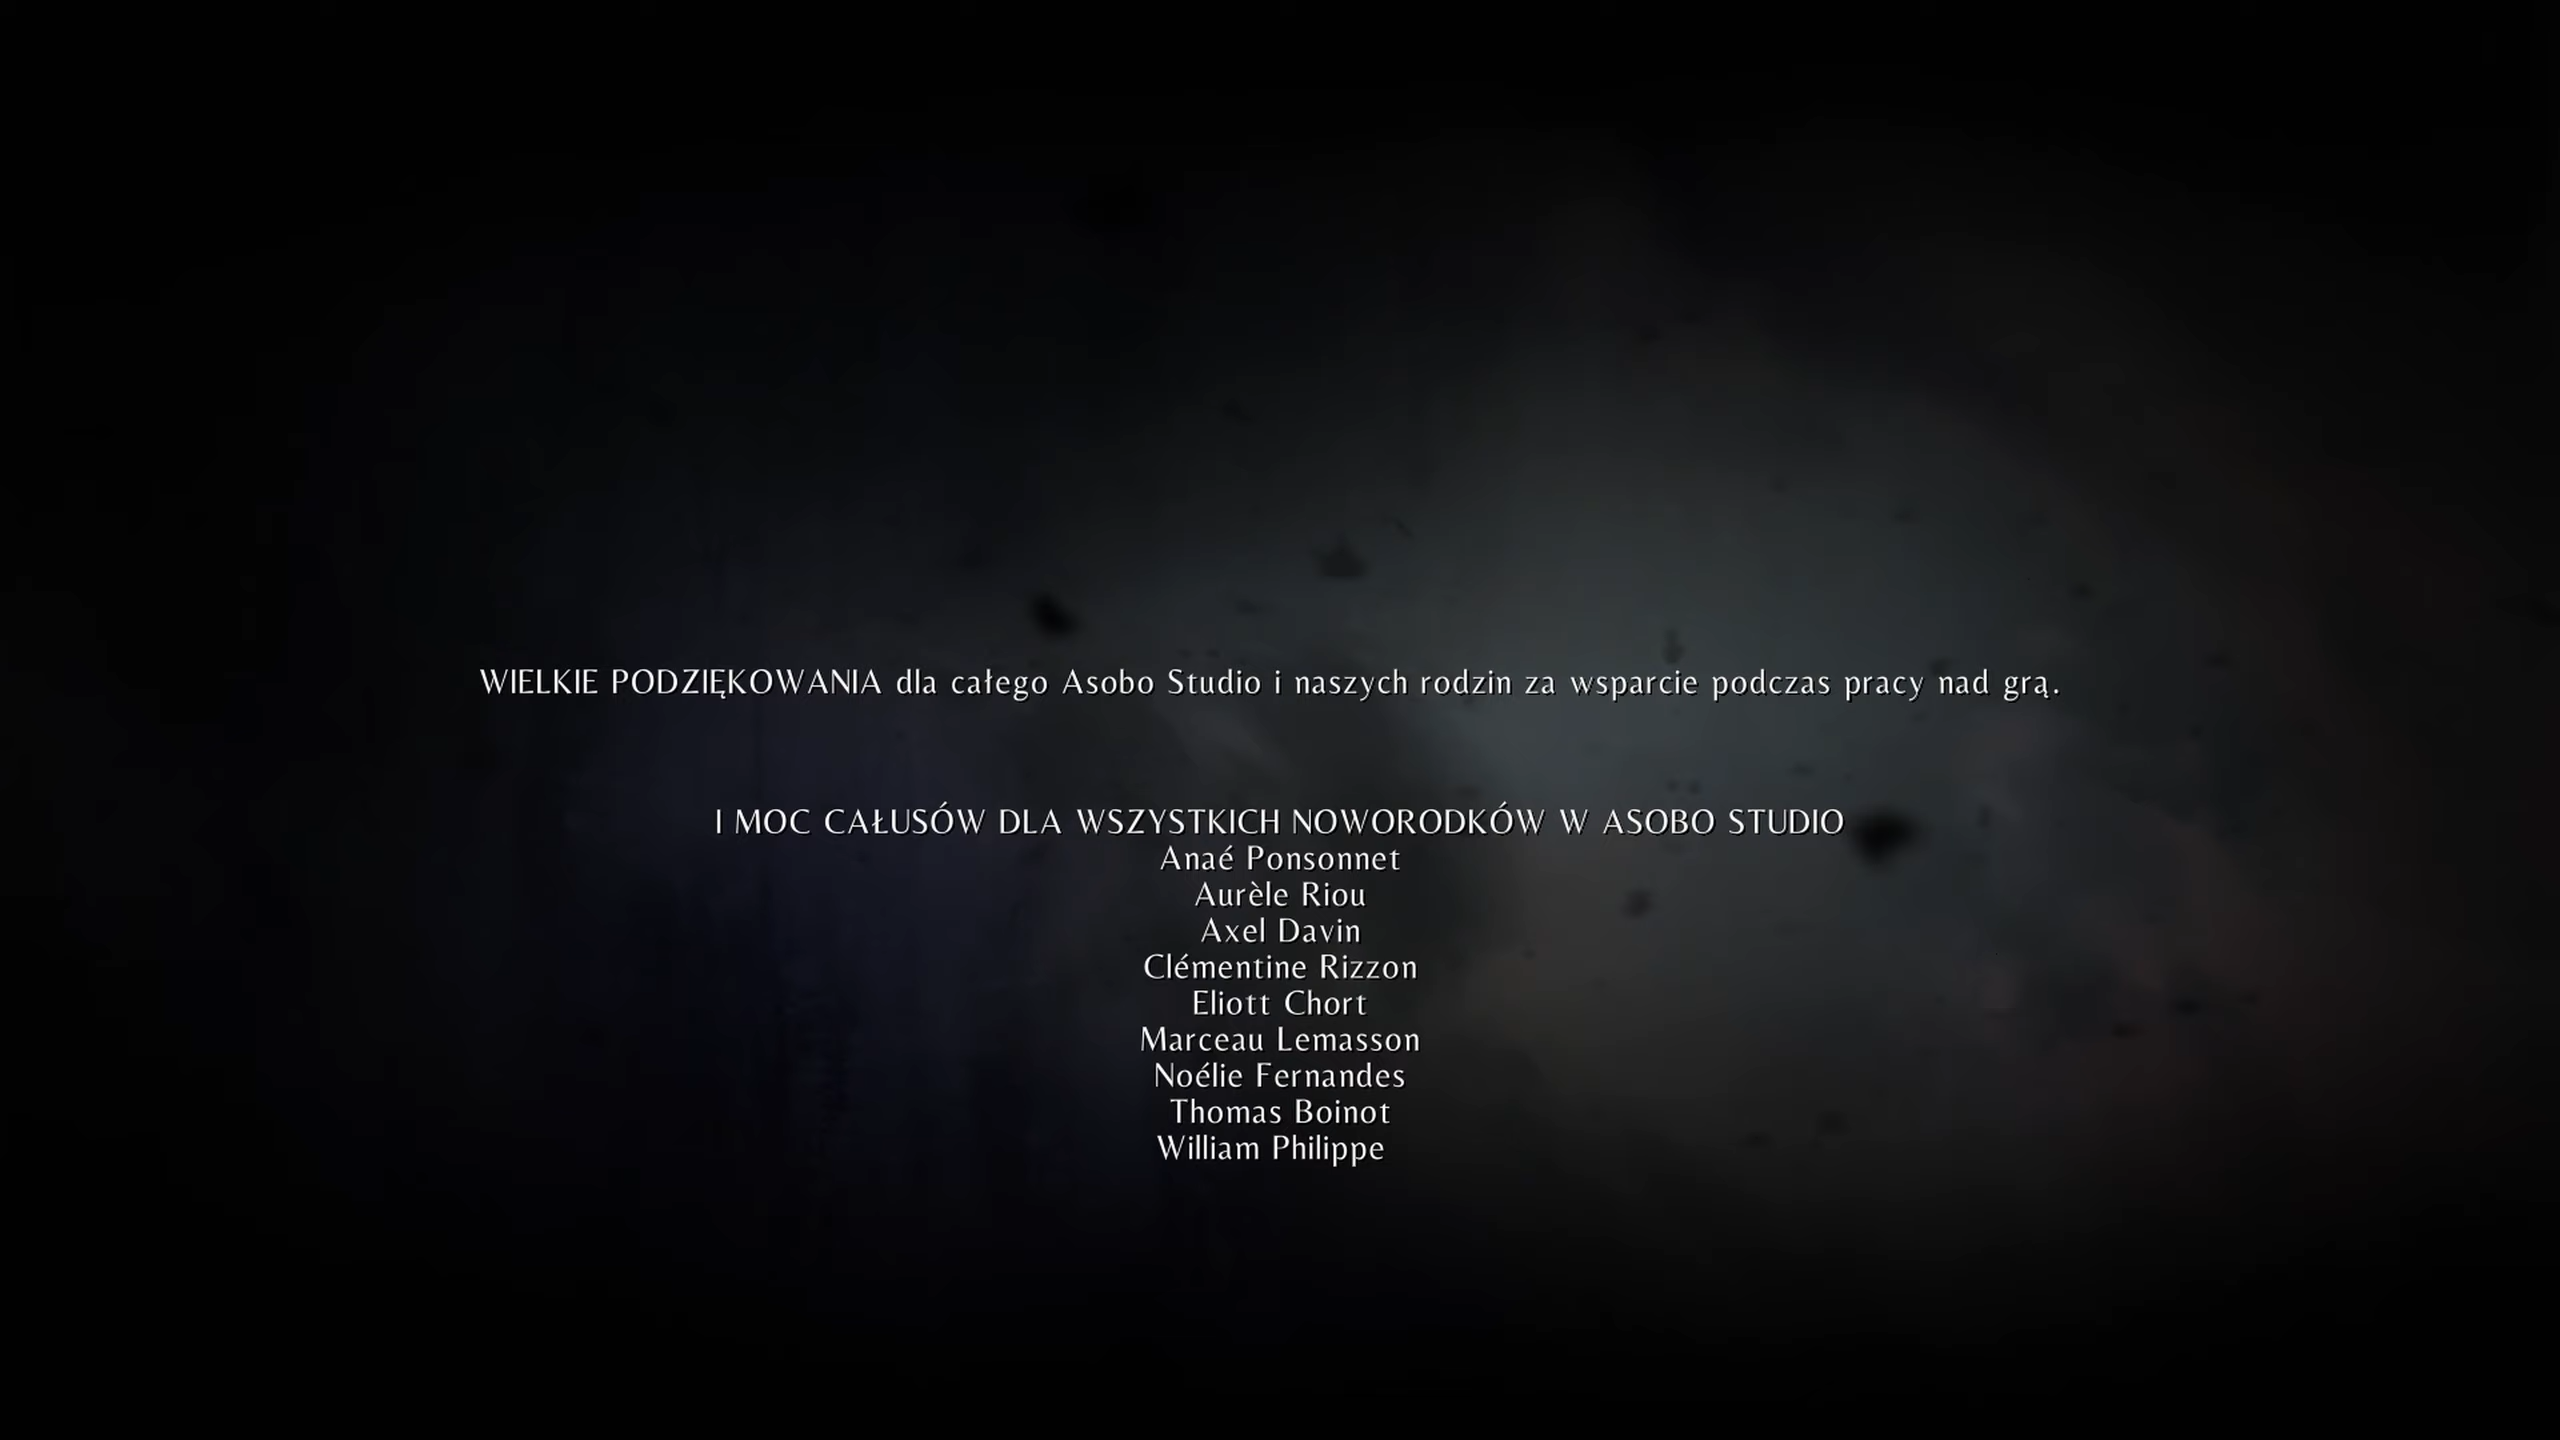 WIELKIE PODZIĘKOWANIA dla całego Asobo Studio i naszych rodzin za wsparcie podczas pracy nad grą.
I MOC CAŁUSÓW DLA WSZYSTKICH NOWORODKÓW W ASOBO STUDIO
Anaé Ponsonnet
Aurèle Riou
Axel Davin
Clémentine Rizzon
Eliott Chort
Marceau Lemasson
Noélie Fernandes
Thomas Boinot
William Philippe